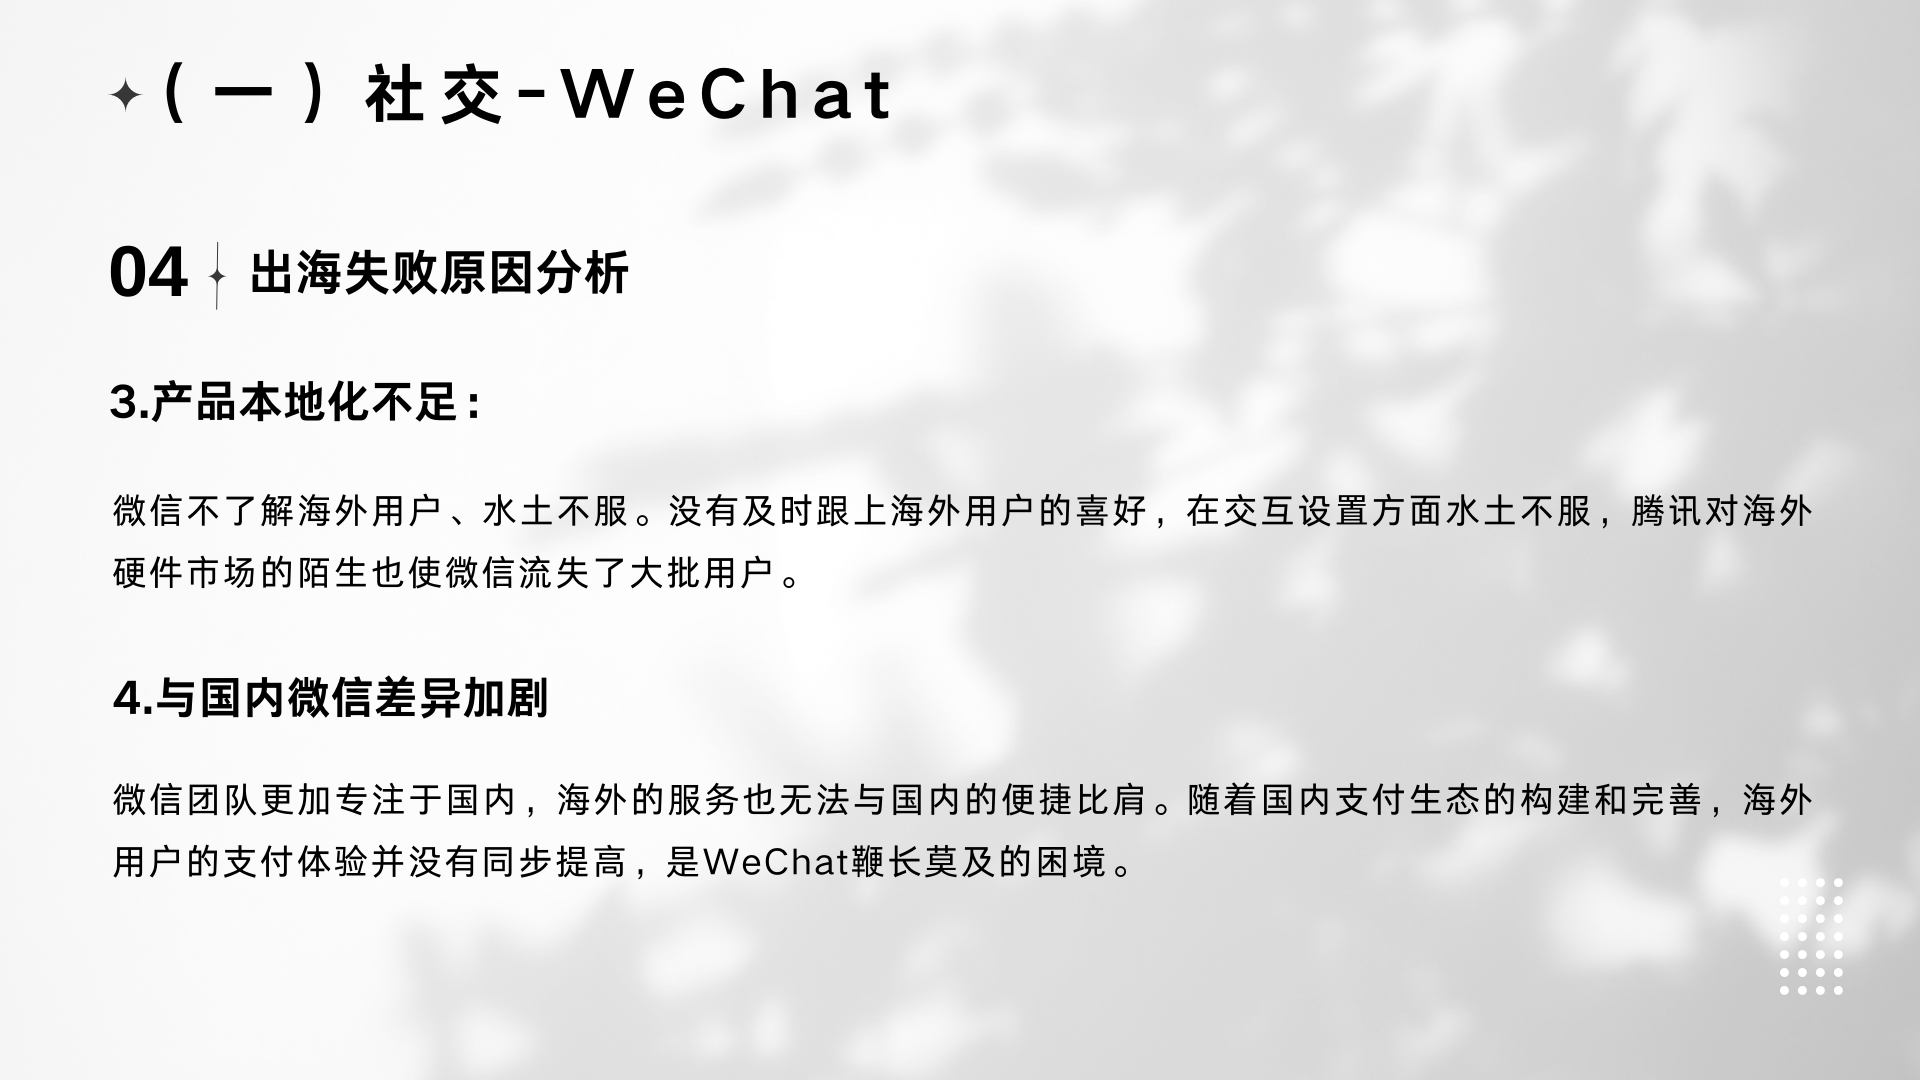 （一）社交-WeChat
04 出海失败原因分析
3.产品本地化不足：
微信不了解海外用户、水土不服。没有及时跟上海外用户的喜好，在交互设置方面水土不服，腾讯对海外
硬件市场的陌生也使微信流失了大批用户。
4.与国内微信差异加剧
微信团队更加专注于国内，海外的服务也无法与国内的便捷比肩。随着国内支付生态的构建和完善，海外
用户的支付体验并没有同步提高，是WeChat鞭长莫及的困境。